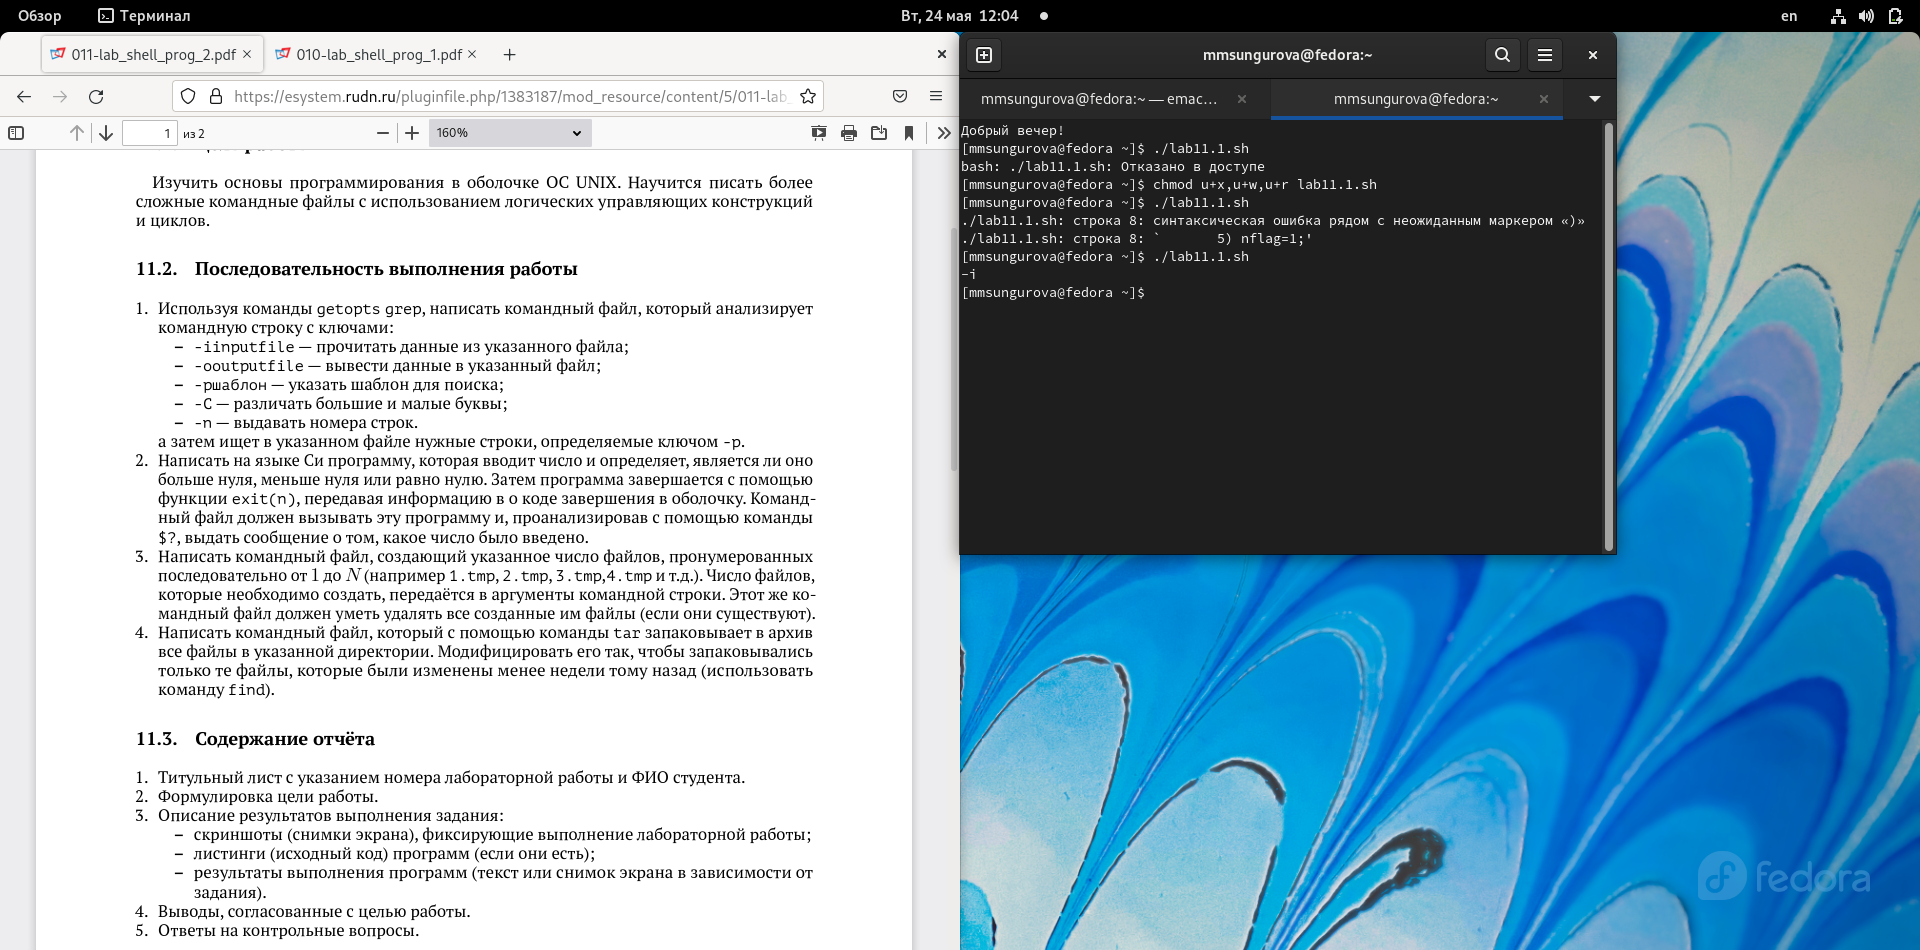 Обзор
Терминал
Вт, 24 мая 12:04
en
011-lab_shell_prog_2.pdf
010-lab_shell_prog_1.pdf
https://esystem.rudn.ru/pluginfile.php/1383187/mod_resource/content/5/011-lab_
1 из 2
160%
Изучить основы программирования в оболочке ОС UNIX. Научится писать более
сложные командные файлы с использованием логических управляющих конструкций
и циклов.
11.2. Последовательность выполнения работы
1. Используя команды getopts grep, написать командный файл, который анализирует
командную строку с ключами:
– -iinputfile — прочитать данные из указанного файла;
– -ooutputfile — вывести данные в указанный файл;
– -pшаблон — указать шаблон для поиска;
– -C — различать большие и малые буквы;
– -n — выдавать номера строк.
а затем ищет в указанном файле нужные строки, определяемые ключом -p.
2. Написать на языке Си программу, которая вводит число и определяет, является ли оно
больше нуля, меньше нуля или равно нулю. Затем программа завершается с помощью
функции exit(n), передавая информацию в о коде завершения в оболочку. Команд-
ный файл должен вызывать эту программу и, проанализировав с помощью команды
$?, выдать сообщение о том, какое число было введено.
3. Написать командный файл, создающий указанное число файлов, пронумерованных
последовательно от 1 до N (например 1.tmp, 2.tmp, 3.tmp,4.tmp и т.д.). Число файлов,
которые необходимо создать, передаётся в аргументы командной строки. Этот же ко-
мандный файл должен уметь удалять все созданные им файлы (если они существуют).
4. Написать командный файл, который с помощью команды tar запаковывает в архив
все файлы в указанной директории. Модифицировать его так, чтобы запаковывались
только те файлы, которые были изменены менее недели тому назад (использовать
команду find).
11.3. Содержание отчёта
1. Титульный лист с указанием номера лабораторной работы и ФИО студента.
2. Формулировка цели работы.
3. Описание результатов выполнения задания:
– скриншоты (снимки экрана), фиксирующие выполнение лабораторной работы;
– листинги (исходный код) программ (если они есть);
– результаты выполнения программ (текст или снимок экрана в зависимости от
задания).
4. Выводы, согласованные с целью работы.
5. Ответы на контрольные вопросы.
mmsungurova@fedora:~
mmsungurova@fedora:~ — emac…
mmsungurova@fedora:~
Добрый вечер!
[mmsungurova@fedora ~]$ ./lab11.1.sh
bash: ./lab11.1.sh: Отказано в доступе
[mmsungurova@fedora ~]$ chmod u+x,u+w,u+r lab11.1.sh
[mmsungurova@fedora ~]$ ./lab11.1.sh
./lab11.1.sh: строка 8: синтаксическая ошибка рядом с неожиданным маркером «)»
./lab11.1.sh: строка 8: `       5) nflag=1;'
[mmsungurova@fedora ~]$ ./lab11.1.sh
-i
[mmsungurova@fedora ~]$
fedora